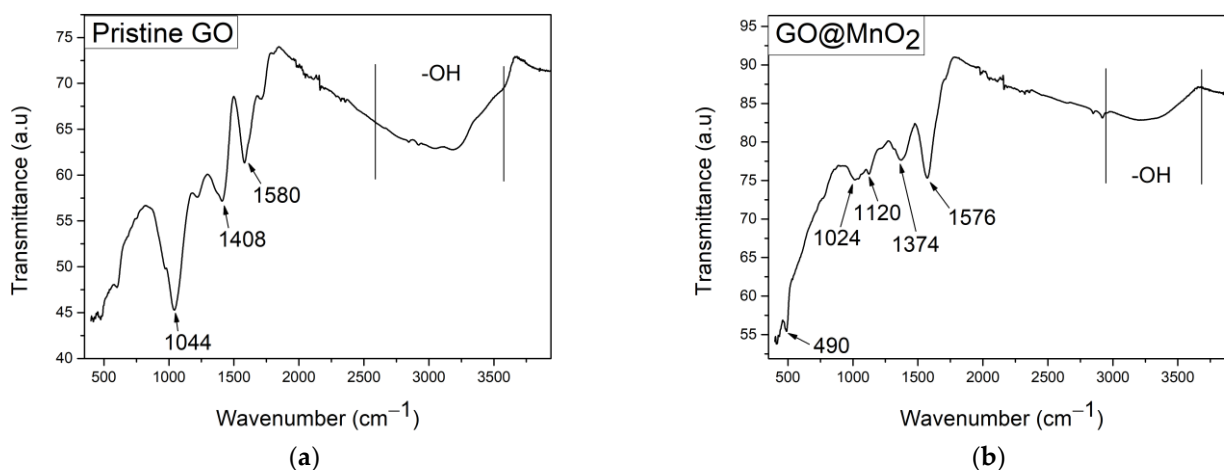 Pristine GO
-OH
1580
1408
1044
75
70
65
60
55
50
45
40
500 1000 1500 2000 2500 3000 3500
Transmittance (a.u)
Wavenumber (cm⁻¹)
(a)
GO@MnO₂
-OH
1576
1374
1120
1024
490
95
90
85
80
75
70
65
60
55
500 1000 1500 2000 2500 3000 3500
Transmittance (a.u)
Wavenumber (cm⁻¹)
(b)